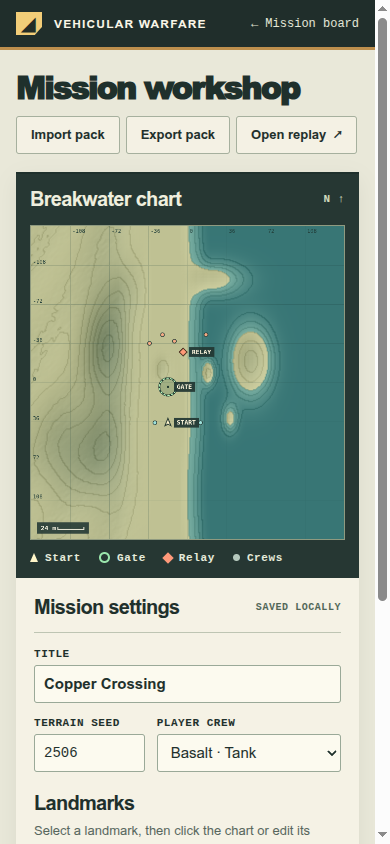 VEHICULAR WARFARE
← Mission board
Mission workshop
Import pack
Export pack
Open replay ↗
Breakwater chart
N ↑
-108 -72 -36 0 36 72 108
-108
-72
-36
0
36
72
108
RELAY
GATE
START
24 m
Start Gate Relay Crews
Mission settings
SAVED LOCALLY
TITLE
Copper Crossing
TERRAIN SEED
PLAYER CREW
2506
Basalt · Tank
Landmarks
Select a landmark, then click the chart or edit its